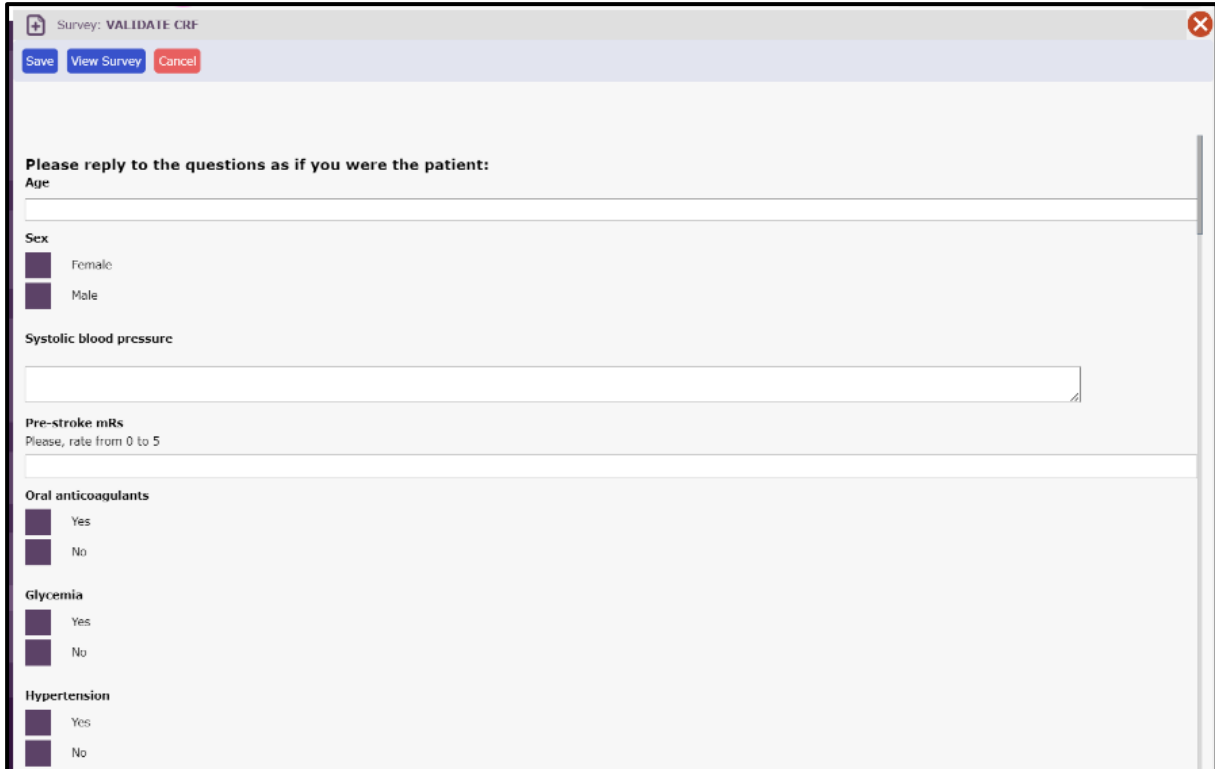 Survey: VALIDATE CRF
Save View Survey Cancel
Please reply to the questions as if you were the patient:
Age
Sex
Female
Male
Systolic blood pressure
Pre-stroke mRs
Please, rate from 0 to 5
Oral anticoagulants
Yes
No
Glycemia
Yes
No
Hypertension
Yes
No